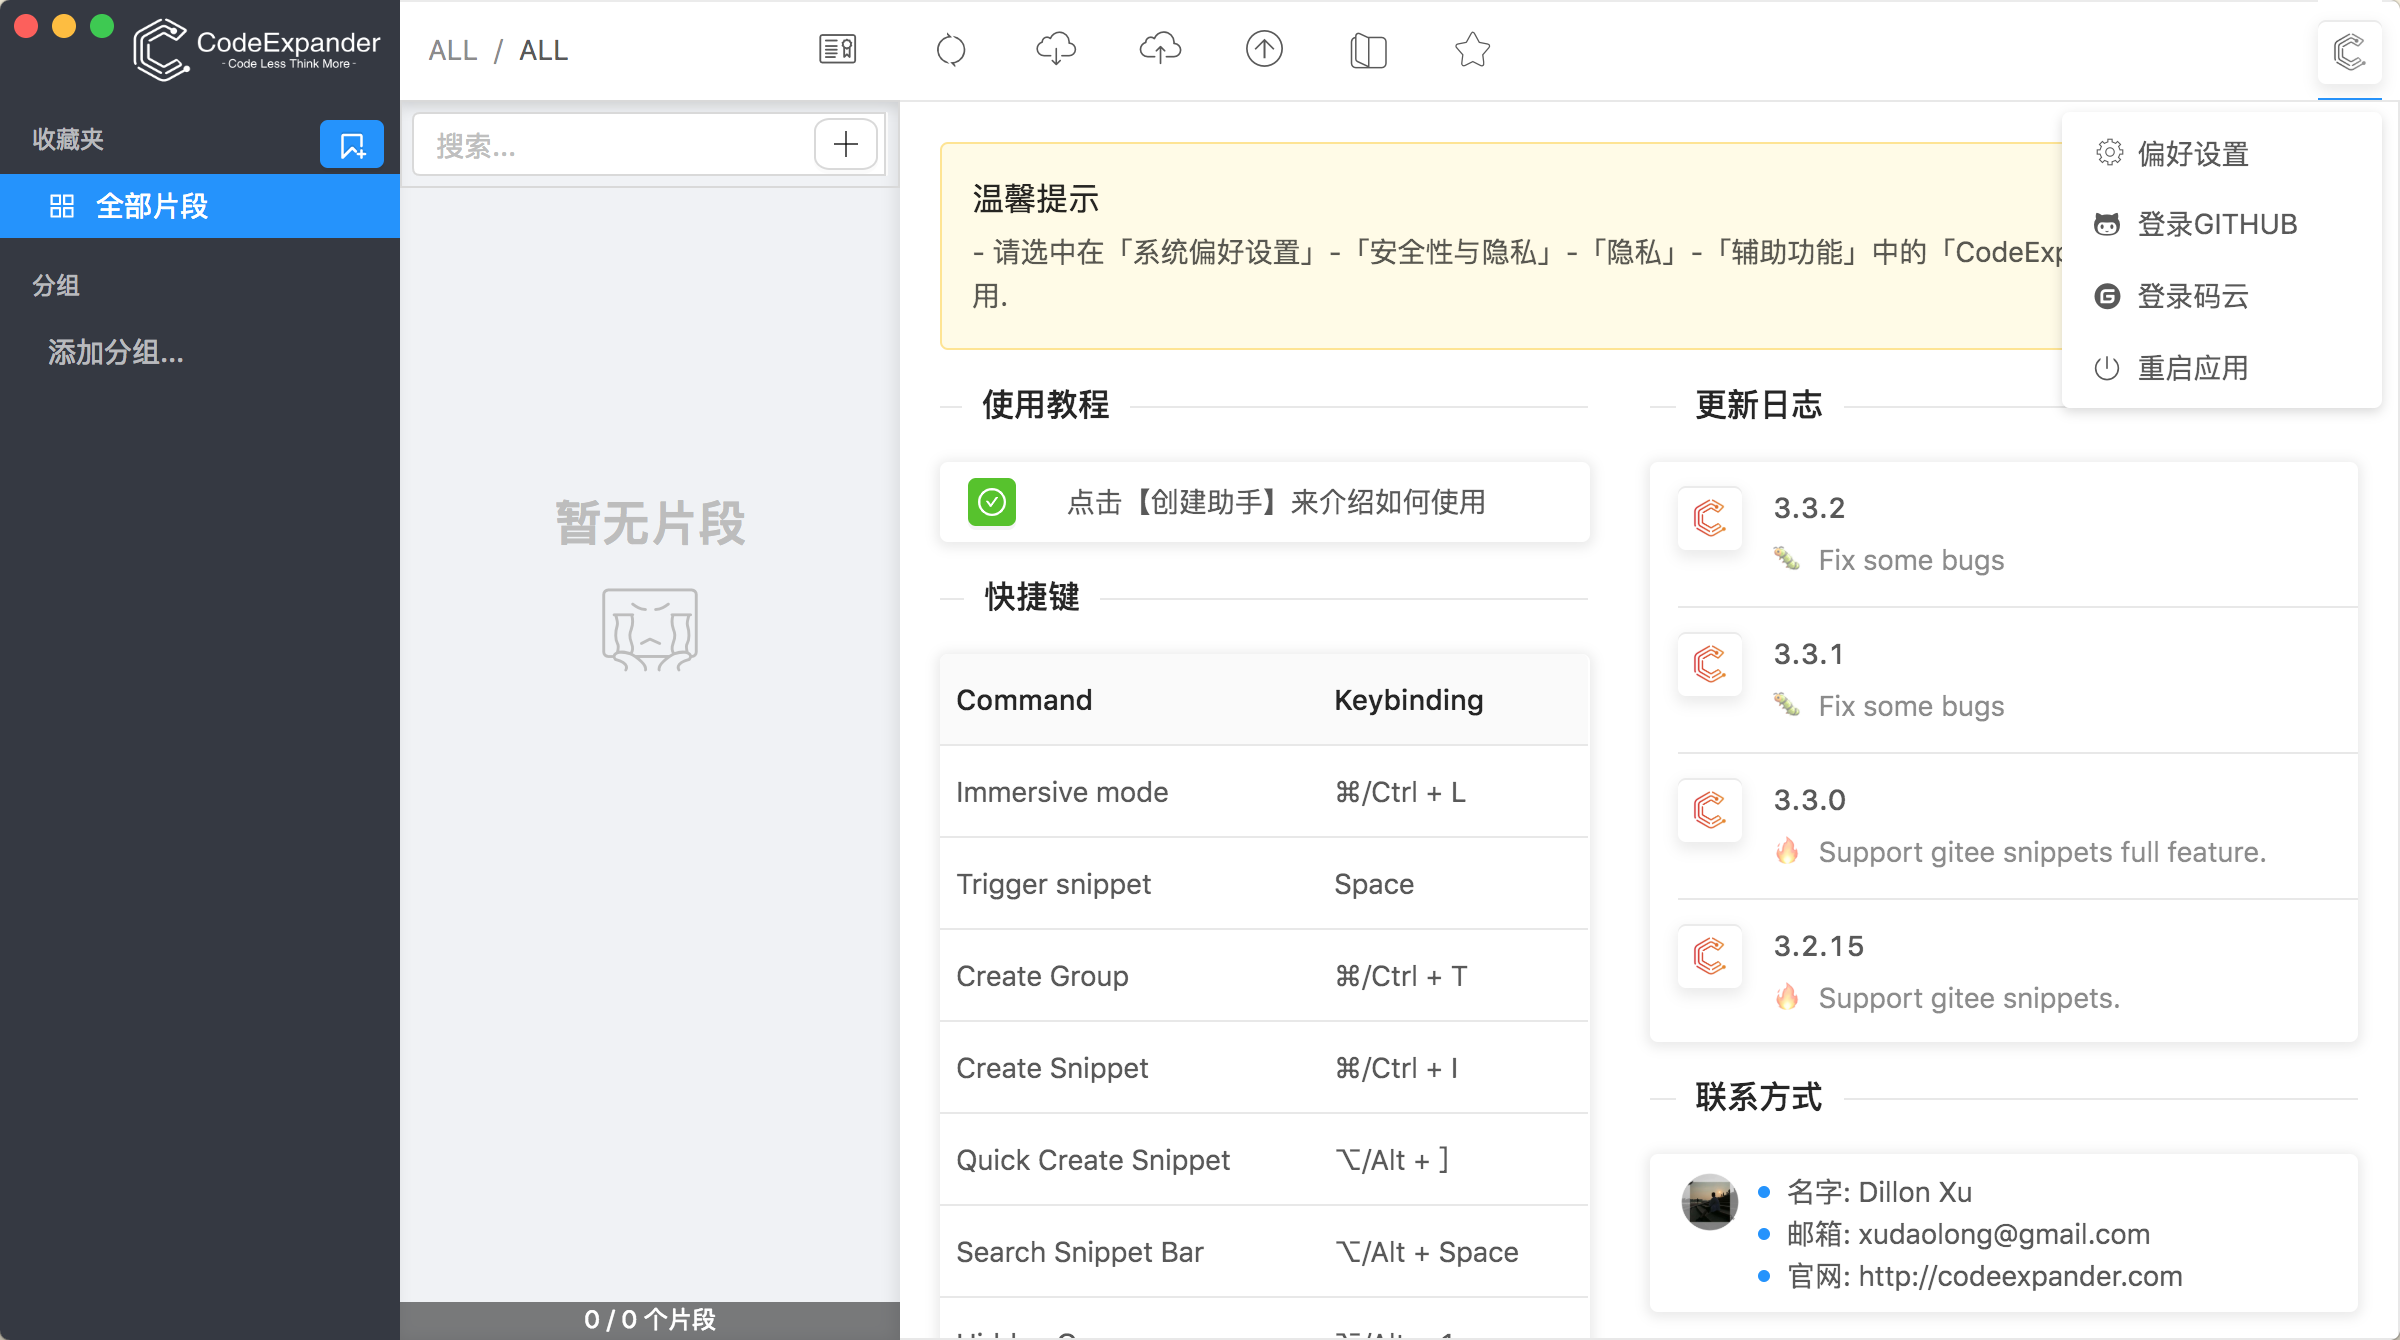 CodeExpander
- Code Less Think More -
ALL / ALL
收藏夹
全部片段
分组
添加分组...
搜索...
暂无片段
0 / 0 个片段
温馨提示
- 请选中在「系统偏好设置」-「安全性与隐私」-「隐私」-「辅助功能」中的「CodeExp
用.
偏好设置
登录GITHUB
登录码云
重启应用
使用教程
点击【创建助手】来介绍如何使用
快捷键
Command Keybinding
Immersive mode ⌘/Ctrl + L
Trigger snippet Space
Create Group ⌘/Ctrl + T
Create Snippet ⌘/Ctrl + I
Quick Create Snippet ⌥/Alt + ]
Search Snippet Bar ⌥/Alt + Space
更新日志
3.3.2
Fix some bugs
3.3.1
Fix some bugs
3.3.0
Support gitee snippets full feature.
3.2.15
Support gitee snippets.
联系方式
名字: Dillon Xu
邮箱: xudaolong@gmail.com
官网: http://codeexpander.com